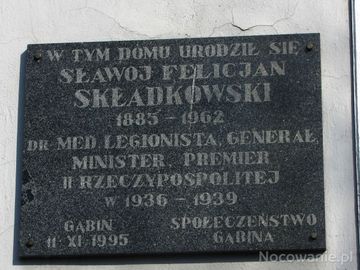 W TYM DOMU URODZIŁ SIĘ
SŁAWOJ FELICJAN
SKŁADKOWSKI
1885 - 1962
DR MED. LEGIONISTA, GENERAŁ,
MINISTER, PREMIER
II RZECZYPOSPOLITEJ
W 1936 - 1939
GĄBIN SPOŁECZEŃSTWO
11 XI 1995 GĄBINA
Nocowanie.pl